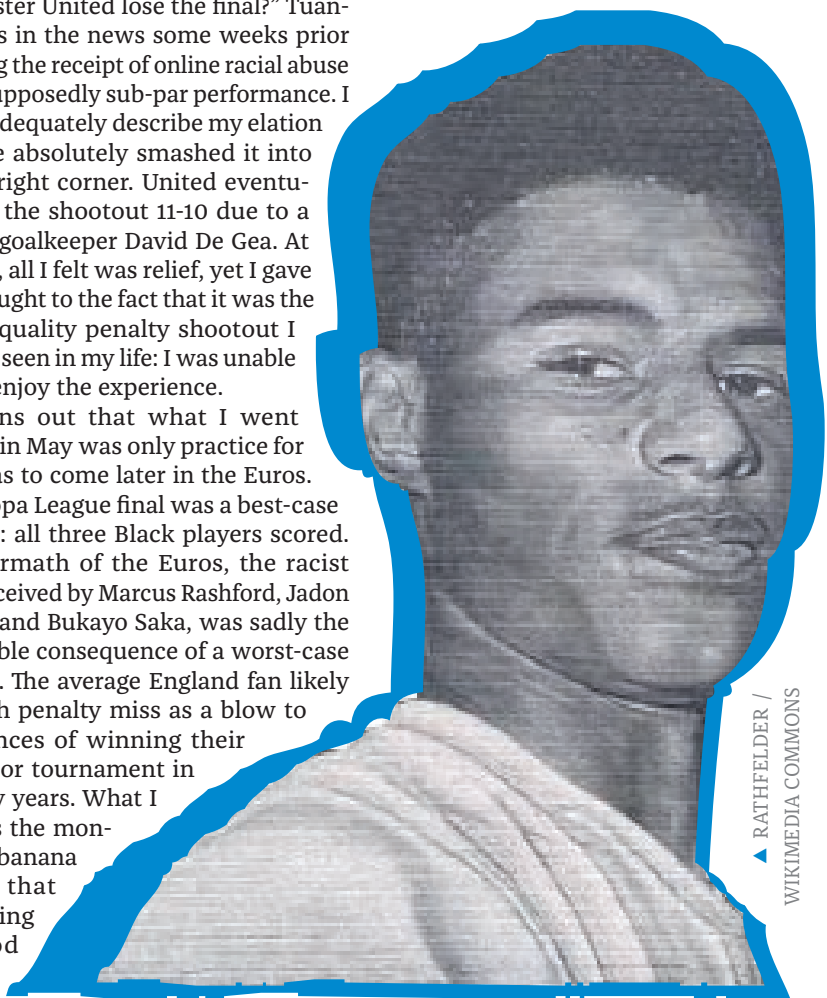 ster United lose the final?” Tuan-
s in the news some weeks prior
g the receipt of online racial abuse
upposedly sub-par performance. I
dequately describe my elation
e absolutely smashed it into
right corner. United eventu-
the shootout 11-10 due to a
goalkeeper David De Gea. At
, all I felt was relief, yet I gave
ught to the fact that it was the
quality penalty shootout I
seen in my life: I was unable
enjoy the experience.
ns out that what I went
in May was only practice for
s to come later in the Euros.
pa League final was a best-case
: all three Black players scored.
rmath of the Euros, the racist
ceived by Marcus Rashford, Jadon
and Bukayo Saka, was sadly the
ble consequence of a worst-case
. The average England fan likely
h penalty miss as a blow to
nces of winning their
or tournament in
y years. What I
s the mon-
banana
that
ing
od
▲ RATHFELDER /
WIKIMEDIA COMMONS